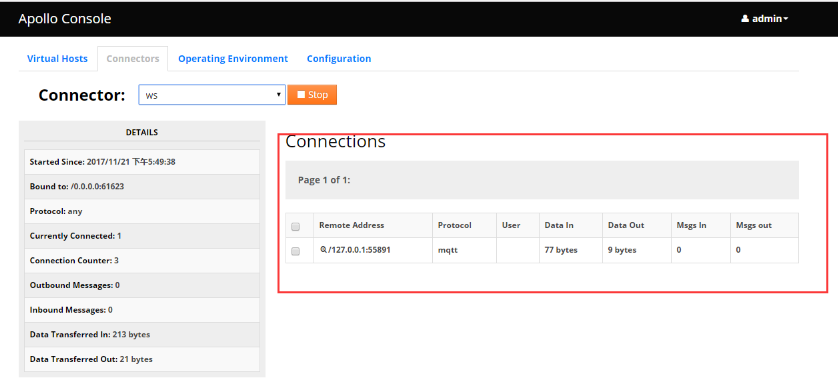 Apollo Console
admin
Virtual Hosts Connectors Operating Environment Configuration
Connector: ws Stop
DETAILS
Started Since: 2017/11/21 下午5:49:38
Bound to: /0.0.0.0:61623
Protocol: any
Currently Connected: 1
Connection Counter: 3
Outbound Messages: 0
Inbound Messages: 0
Data Transferred In: 213 bytes
Data Transferred Out: 21 bytes
Connections
Page 1 of 1:
Remote Address Protocol User Data In Data Out Msgs In Msgs out
/127.0.0.1:55891 mqtt 77 bytes 9 bytes 0 0